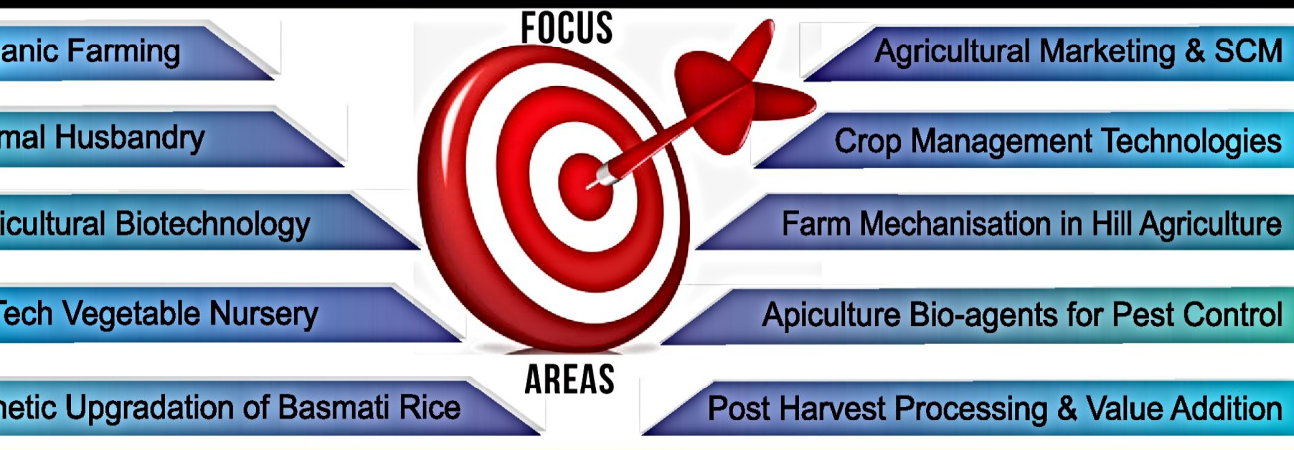 FOCUS
anic Farming
mal Husbandry
icultural Biotechnology
Tech Vegetable Nursery
netic Upgradation of Basmati Rice
Agricultural Marketing & SCM
Crop Management Technologies
Farm Mechanisation in Hill Agriculture
Apiculture Bio-agents for Pest Control
Post Harvest Processing & Value Addition
AREAS